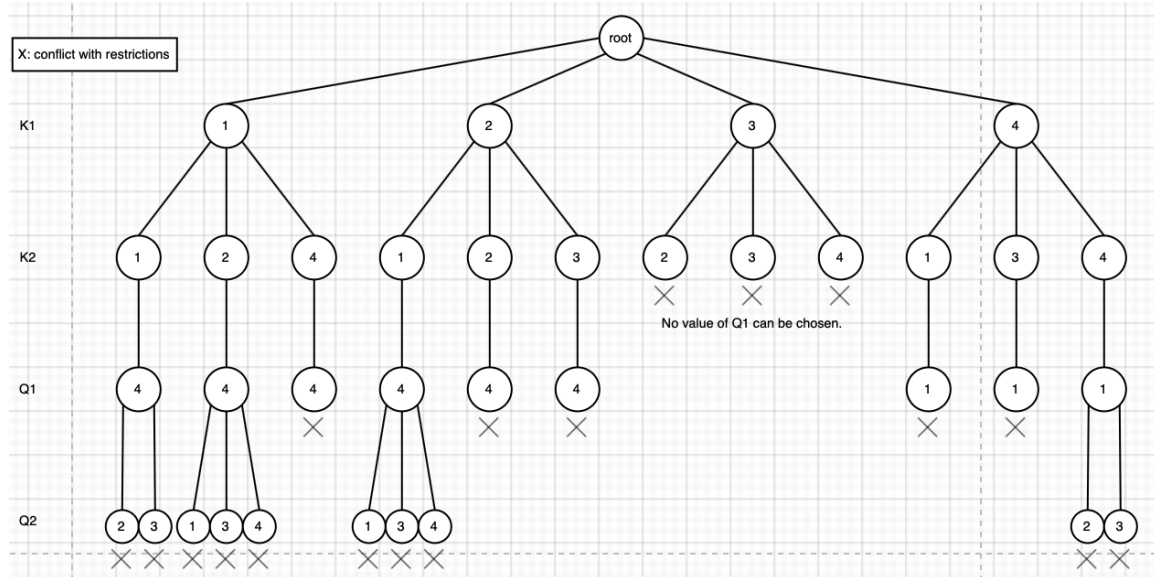 root
X: conflict with restrictions
K1
1 2 3 4
K2
1 2 4 1 2 3 2 3 4 1 3 4
No value of Q1 can be chosen.
Q1
4 4 4 4 4 4 1 1 1
Q2
2 3 1 3 4 1 3 4 2 3